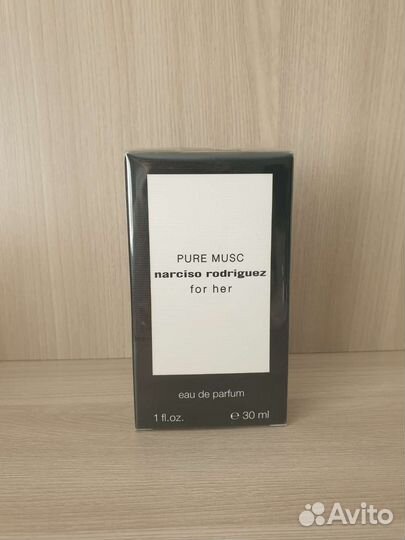 PURE MUSC
narciso rodriguez
for her
eau de parfum
1 fl.oz. ℮ 30 ml
Avito